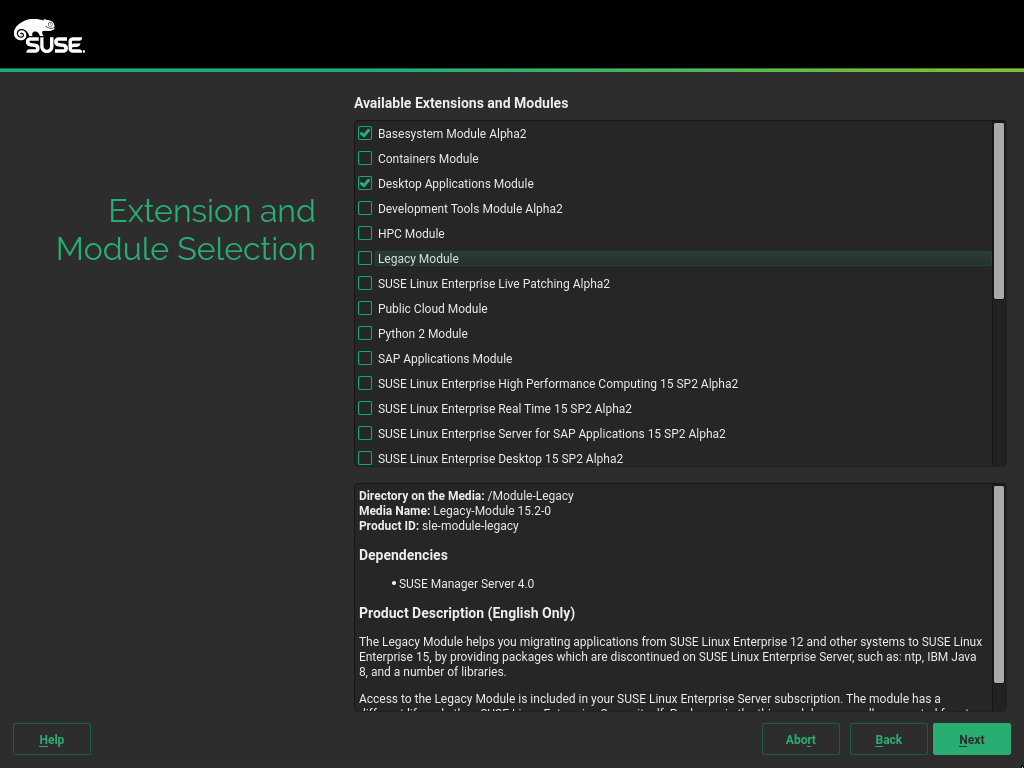 SUSE.
Extension and
Module Selection
Available Extensions and Modules
Basesystem Module Alpha2
Containers Module
Desktop Applications Module
Development Tools Module Alpha2
HPC Module
Legacy Module
SUSE Linux Enterprise Live Patching Alpha2
Public Cloud Module
Python 2 Module
SAP Applications Module
SUSE Linux Enterprise High Performance Computing 15 SP2 Alpha2
SUSE Linux Enterprise Real Time 15 SP2 Alpha2
SUSE Linux Enterprise Server for SAP Applications 15 SP2 Alpha2
SUSE Linux Enterprise Desktop 15 SP2 Alpha2
Directory on the Media: /Module-Legacy
Media Name: Legacy-Module 15.2-0
Product ID: sle-module-legacy
Dependencies
• SUSE Manager Server 4.0
Product Description (English Only)
The Legacy Module helps you migrating applications from SUSE Linux Enterprise 12 and other systems to SUSE Linux
Enterprise 15, by providing packages which are discontinued on SUSE Linux Enterprise Server, such as: ntp, IBM Java
8, and a number of libraries.
Access to the Legacy Module is included in your SUSE Linux Enterprise Server subscription. The module has a
Help
Abort
Back
Next